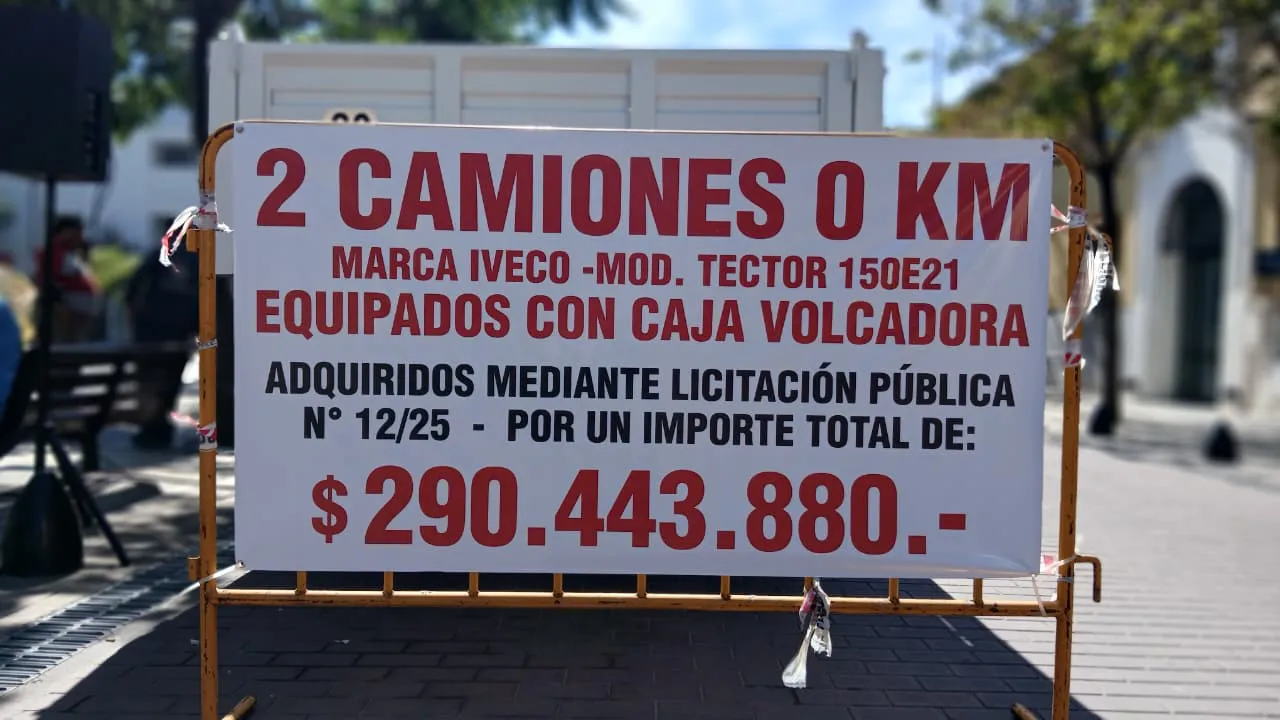 2 CAMIONES 0 KM
MARCA IVECO -MOD. TECTOR 150E21
EQUIPADOS CON CAJA VOLCADORA
ADQUIRIDOS MEDIANTE LICITACIÓN PÚBLICA
N° 12/25 - POR UN IMPORTE TOTAL DE:
$ 290.443.880.-